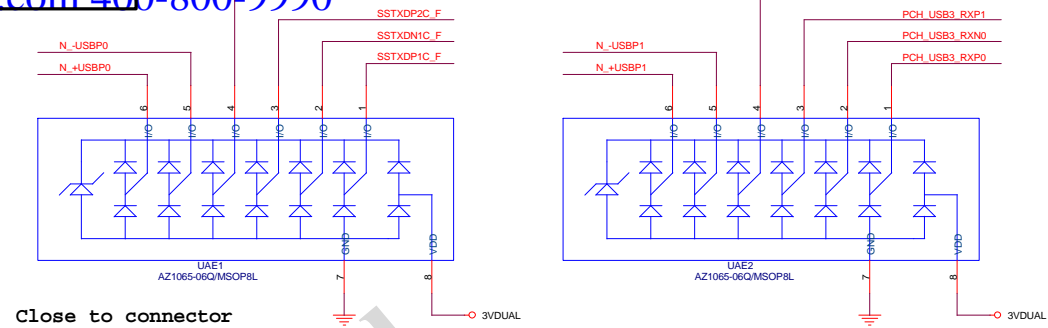 .com 400-800-9990
SSTXDP2C_F
SSTXDN1C_F
SSTXDP1C_F
N_-USBP0
N_+USBP0
6
5
4
3
2
1
I/O
I/O
I/O
I/O
I/O
I/O
GND
VDD
7
8
UAE1
AZ1065-06Q/MSOP8L
3VDUAL
PCH_USB3_RXP1
PCH_USB3_RXN0
PCH_USB3_RXP0
N_-USBP1
N_+USBP1
6
5
4
3
2
1
I/O
I/O
I/O
I/O
I/O
I/O
GND
VDD
7
8
UAE2
AZ1065-06Q/MSOP8L
3VDUAL
Close to connector